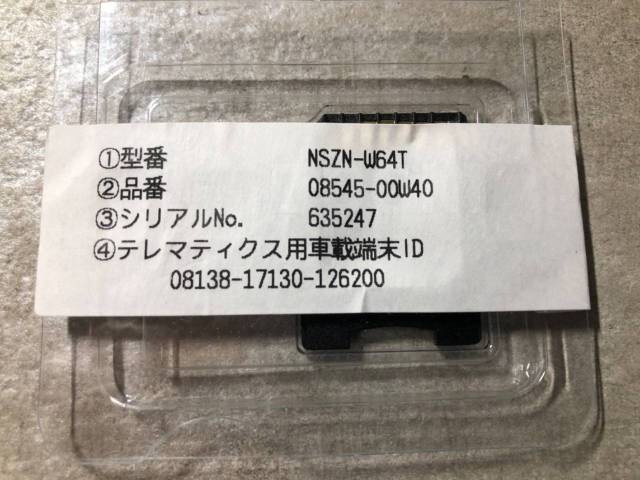 ①型番 NSZN-W64T
②品番 08545-00W40
③シリアルNo. 635247
④テレマティクス用車載端末ID
08138-17130-126200